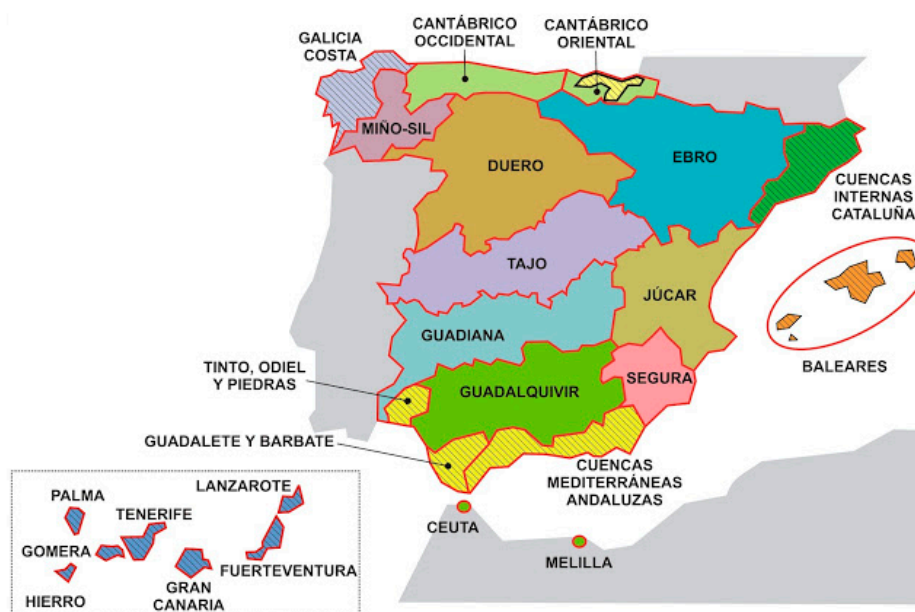 CANTÁBRICO
OCCIDENTAL
CANTÁBRICO
ORIENTAL
GALICIA
COSTA
MIÑO-SIL
DUERO
EBRO
CUENCAS
INTERNAS
CATALUÑA
TAJO
JÚCAR
GUADIANA
BALEARES
TINTO, ODIEL
Y PIEDRAS
SEGURA
GUADALQUIVIR
GUADALETE Y BARBATE
CUENCAS
MEDITERRÁNEAS
ANDALUZAS
CEUTA
MELILLA
LANZAROTE
PALMA
TENERIFE
GOMERA
FUERTEVENTURA
HIERRO
GRAN
CANARIA